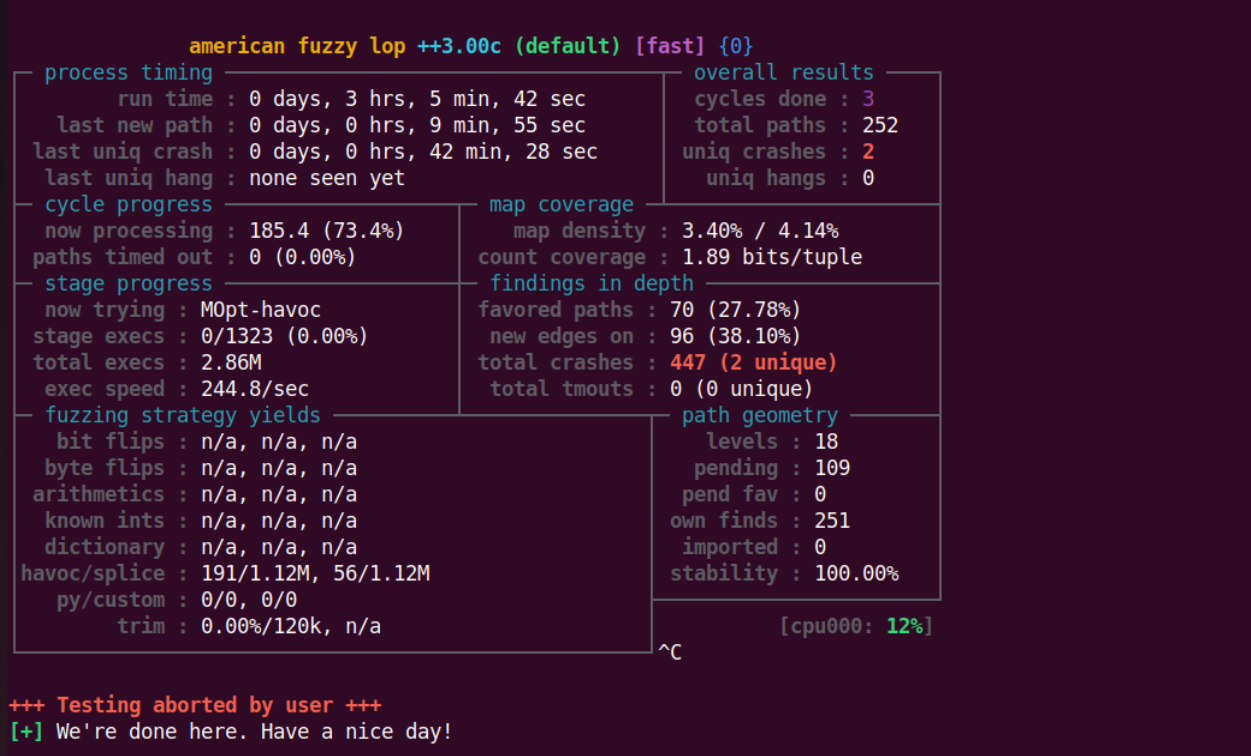 american fuzzy lop ++3.00c (default) [fast] {0}
process timing overall results
run time : 0 days, 3 hrs, 5 min, 42 sec cycles done : 3
last new path : 0 days, 0 hrs, 9 min, 55 sec total paths : 252
last uniq crash : 0 days, 0 hrs, 42 min, 28 sec uniq crashes : 2
last uniq hang : none seen yet uniq hangs : 0
cycle progress map coverage
now processing : 185.4 (73.4%) map density : 3.40% / 4.14%
paths timed out : 0 (0.00%) count coverage : 1.89 bits/tuple
stage progress findings in depth
now trying : MOpt-havoc favored paths : 70 (27.78%)
stage execs : 0/1323 (0.00%) new edges on : 96 (38.10%)
total execs : 2.86M total crashes : 447 (2 unique)
exec speed : 244.8/sec total tmouts : 0 (0 unique)
fuzzing strategy yields path geometry
bit flips : n/a, n/a, n/a levels : 18
byte flips : n/a, n/a, n/a pending : 109
arithmetics : n/a, n/a, n/a pend fav : 0
known ints : n/a, n/a, n/a own finds : 251
dictionary : n/a, n/a, n/a imported : 0
havoc/splice : 191/1.12M, 56/1.12M stability : 100.00%
py/custom : 0/0, 0/0
trim : 0.00%/120k, n/a [cpu000: 12%]
^C
+++ Testing aborted by user +++
[+] We're done here. Have a nice day!